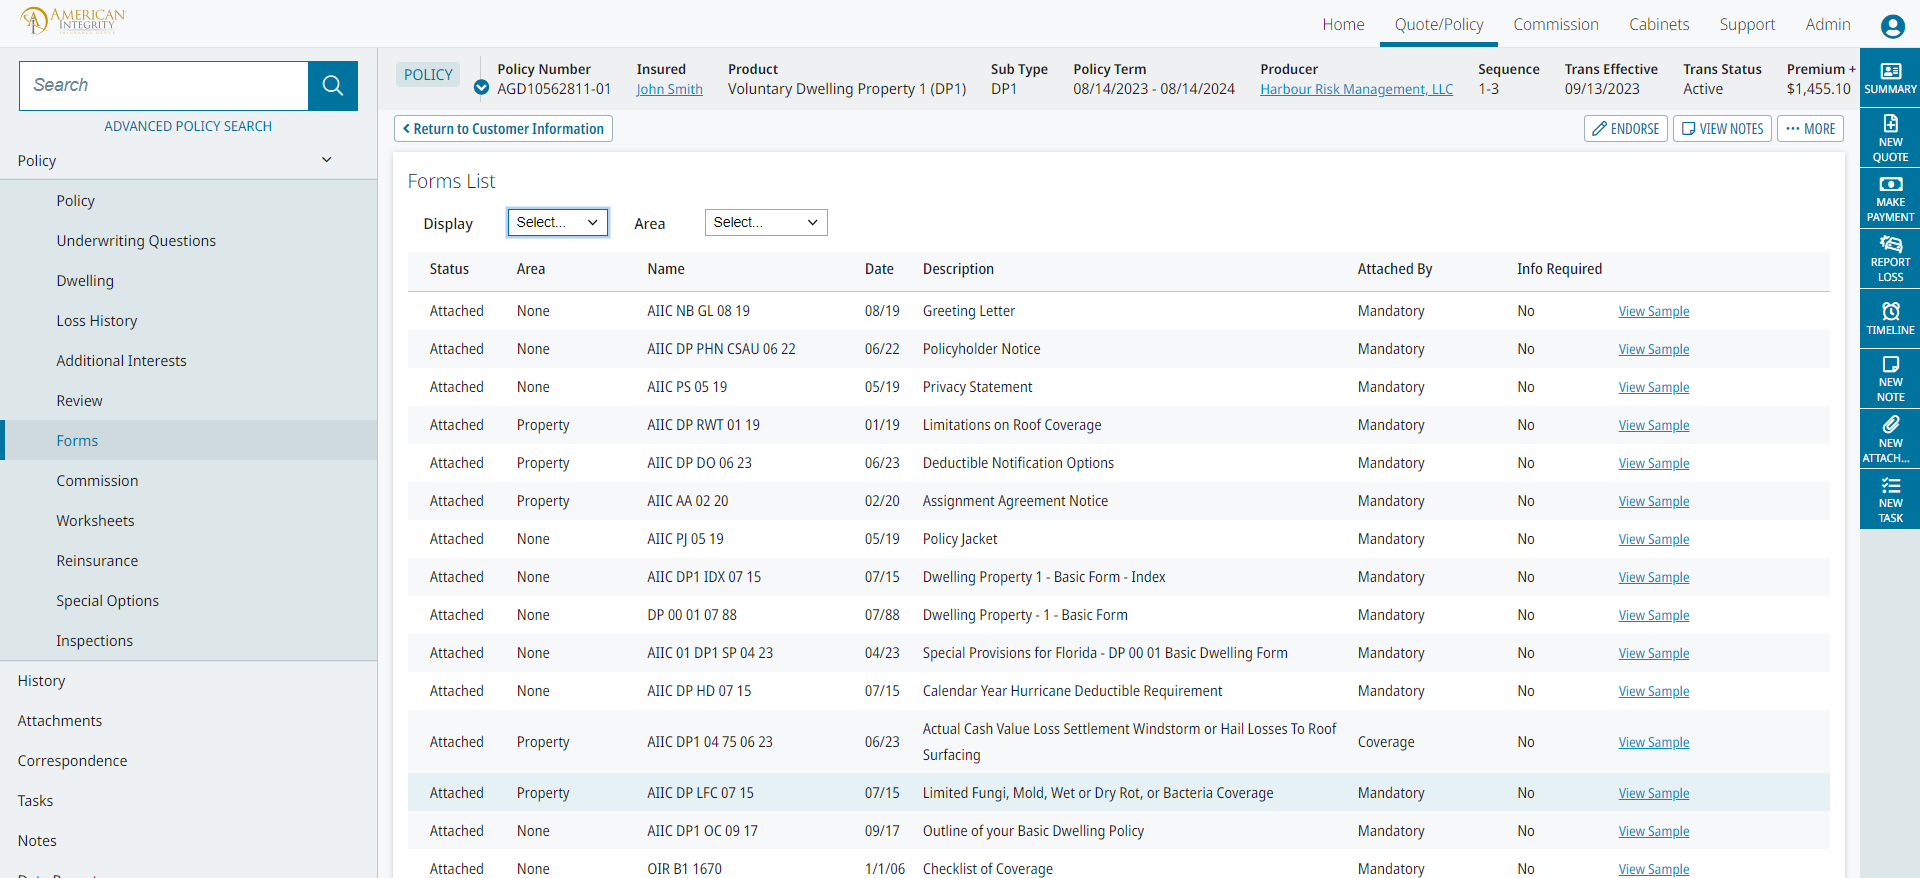 AMERICAN
INTEGRITY
Home Quote/Policy Commission Cabinets Support Admin
Search
ADVANCED POLICY SEARCH
Policy
Policy
Underwriting Questions
Dwelling
Loss History
Additional Interests
Review
Forms
Commission
Worksheets
Reinsurance
Special Options
Inspections
History
Attachments
Correspondence
Tasks
Notes
POLICY
Policy Number Insured Product Sub Type Policy Term Producer Sequence Trans Effective Trans Status Premium +
AGD10562811-01 John Smith Voluntary Dwelling Property 1 (DP1) DP1 08/14/2023 - 08/14/2024 Harbour Risk Management, LLC 1-3 09/13/2023 Active $1,455.10
Return to Customer Information ENDORSE VIEW NOTES MORE
Forms List
Display Select... Area Select...
Status Area Name Date Description Attached By Info Required
Attached None AIIC NB GL 08 19 08/19 Greeting Letter Mandatory No View Sample
Attached None AIIC DP PHN CSAU 06 22 06/22 Policyholder Notice Mandatory No View Sample
Attached None AIIC PS 05 19 05/19 Privacy Statement Mandatory No View Sample
Attached Property AIIC DP RWT 01 19 01/19 Limitations on Roof Coverage Mandatory No View Sample
Attached Property AIIC DP DO 06 23 06/23 Deductible Notification Options Mandatory No View Sample
Attached Property AIIC AA 02 20 02/20 Assignment Agreement Notice Mandatory No View Sample
Attached None AIIC PJ 05 19 05/19 Policy Jacket Mandatory No View Sample
Attached None AIIC DP1 IDX 07 15 07/15 Dwelling Property 1 - Basic Form - Index Mandatory No View Sample
Attached None DP 00 01 07 88 07/88 Dwelling Property - 1 - Basic Form Mandatory No View Sample
Attached None AIIC 01 DP1 SP 04 23 04/23 Special Provisions for Florida - DP 00 01 Basic Dwelling Form Mandatory No View Sample
Attached None AIIC DP HD 07 15 07/15 Calendar Year Hurricane Deductible Requirement Mandatory No View Sample
Attached Property AIIC DP1 04 75 06 23 06/23 Actual Cash Value Loss Settlement Windstorm or Hail Losses To Roof
Surfacing Coverage No View Sample
Attached Property AIIC DP LFC 07 15 07/15 Limited Fungi, Mold, Wet or Dry Rot, or Bacteria Coverage Mandatory No View Sample
Attached None AIIC DP1 OC 09 17 09/17 Outline of your Basic Dwelling Policy Mandatory No View Sample
Attached None OIR B1 1670 1/1/06 Checklist of Coverage Mandatory No View Sample
SUMMARY
NEW
QUOTE
MAKE
PAYMENT
REPORT
LOSS
TIMELINE
NEW
NOTE
NEW
ATTACH...
NEW
TASK